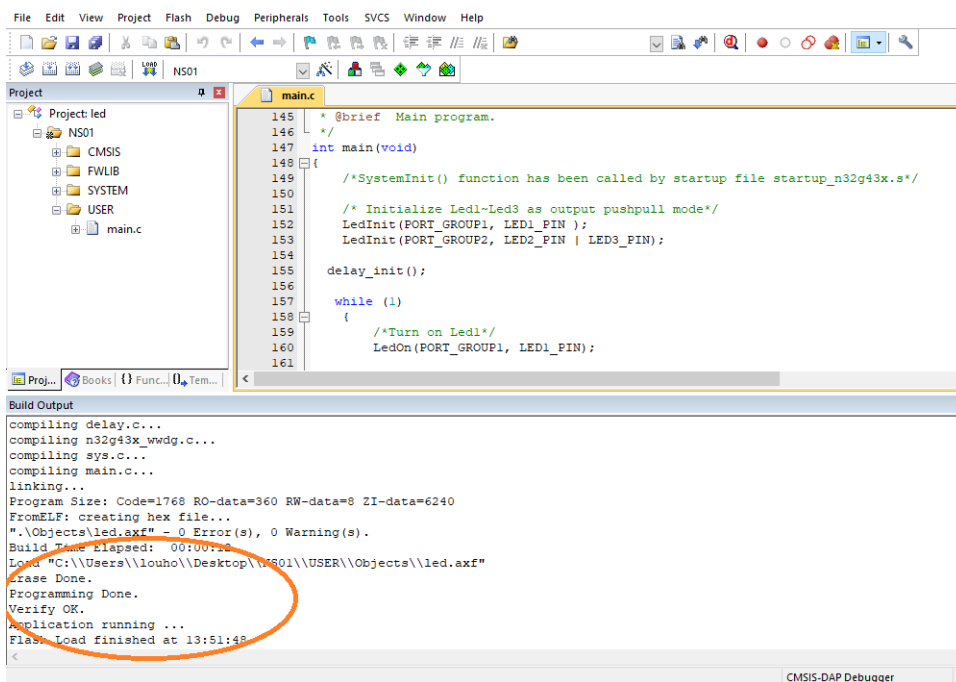 File Edit View Project Flash Debug Peripherals Tools SVCS Window Help
LOAD NS01
Project
Project: led
NS01
CMSIS
FWLIB
SYSTEM
USER
main.c
Proj... Books {} Func... Tem...
main.c
145 * @brief Main program.
146 */
147 int main(void)
148 {
149 /*SystemInit() function has been called by startup file startup_n32g43x.s*/
150
151 /* Initialize Led1~Led3 as output pushpull mode*/
152 LedInit(PORT_GROUP1, LED1_PIN );
153 LedInit(PORT_GROUP2, LED2_PIN | LED3_PIN);
154
155 delay_init();
156
157 while (1)
158 {
159 /*Turn on Led1*/
160 LedOn(PORT_GROUP1, LED1_PIN);
161
Build Output
compiling delay.c...
compiling n32g43x_wwdg.c...
compiling sys.c...
compiling main.c...
linking...
Program Size: Code=1768 RO-data=360 RW-data=8 ZI-data=6240
FromELF: creating hex file...
".\Objects\led.axf" - 0 Error(s), 0 Warning(s).
Build Time Elapsed: 00:00:12
Load "C:\\Users\\louho\\Desktop\\NS01\\USER\\Objects\\led.axf"
Erase Done.
Programming Done.
Verify OK.
Application running ...
Flash Load finished at 13:51:48
CMSIS-DAP Debugger